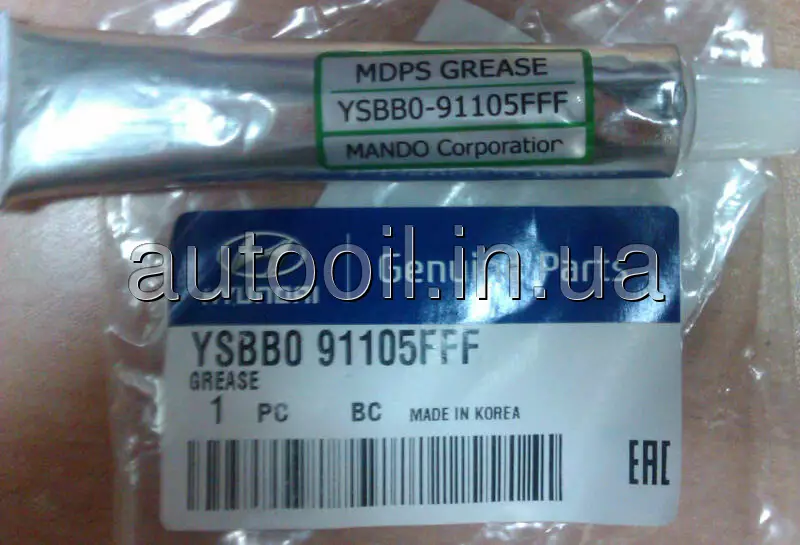 MDPS GREASE
YSBB0-91105FFF
MANDO Corporation
HYUNDAI
Genuine Parts
autooil.in.ua
YSBB0 91105FFF
GREASE
1 PC BC MADE IN KOREA
EAC